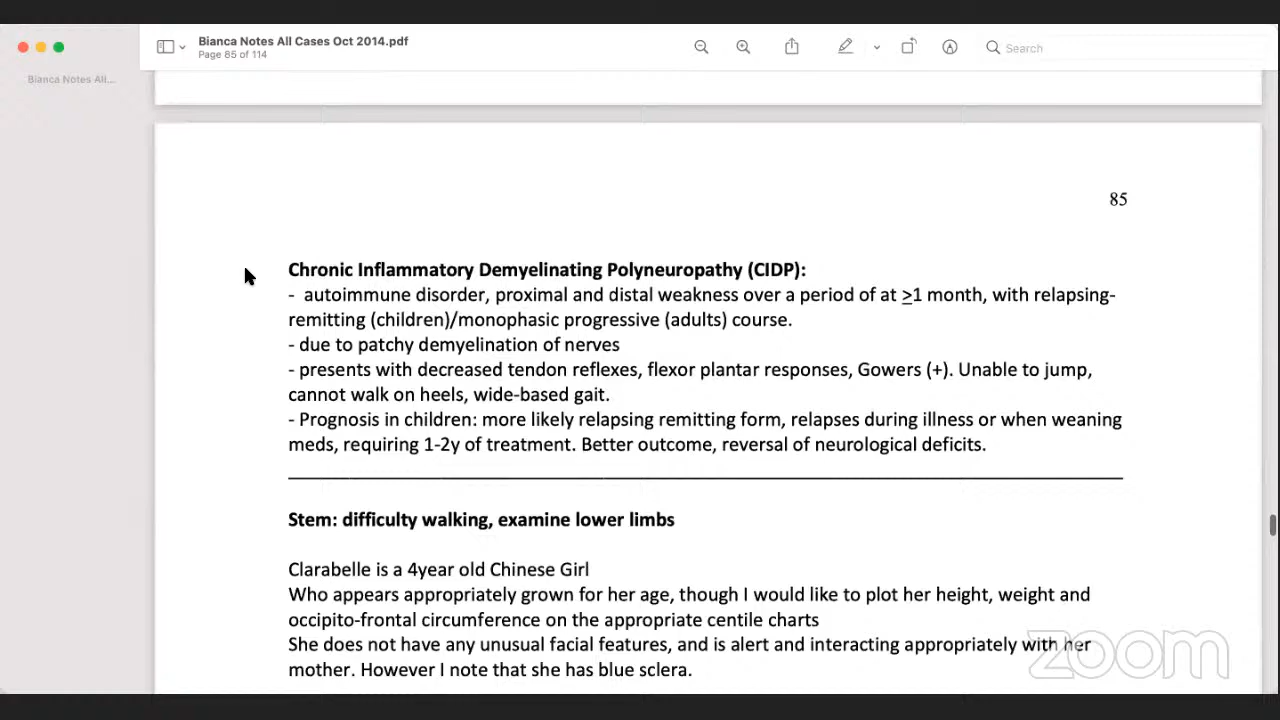 Bianca Notes All Cases Oct 2014.pdf
Page 85 of 114
Search
Bianca Notes All...
85
Chronic Inflammatory Demyelinating Polyneuropathy (CIDP):
- autoimmune disorder, proximal and distal weakness over a period of at ≥1 month, with relapsing-
remitting (children)/monophasic progressive (adults) course.
- due to patchy demyelination of nerves
- presents with decreased tendon reflexes, flexor plantar responses, Gowers (+). Unable to jump,
cannot walk on heels, wide-based gait.
- Prognosis in children: more likely relapsing remitting form, relapses during illness or when weaning
meds, requiring 1-2y of treatment. Better outcome, reversal of neurological deficits.
Stem: difficulty walking, examine lower limbs
Clarabelle is a 4year old Chinese Girl
Who appears appropriately grown for her age, though I would like to plot her height, weight and
occipito-frontal circumference on the appropriate centile charts
She does not have any unusual facial features, and is alert and interacting appropriately with her
mother. However I note that she has blue sclera.
zoom